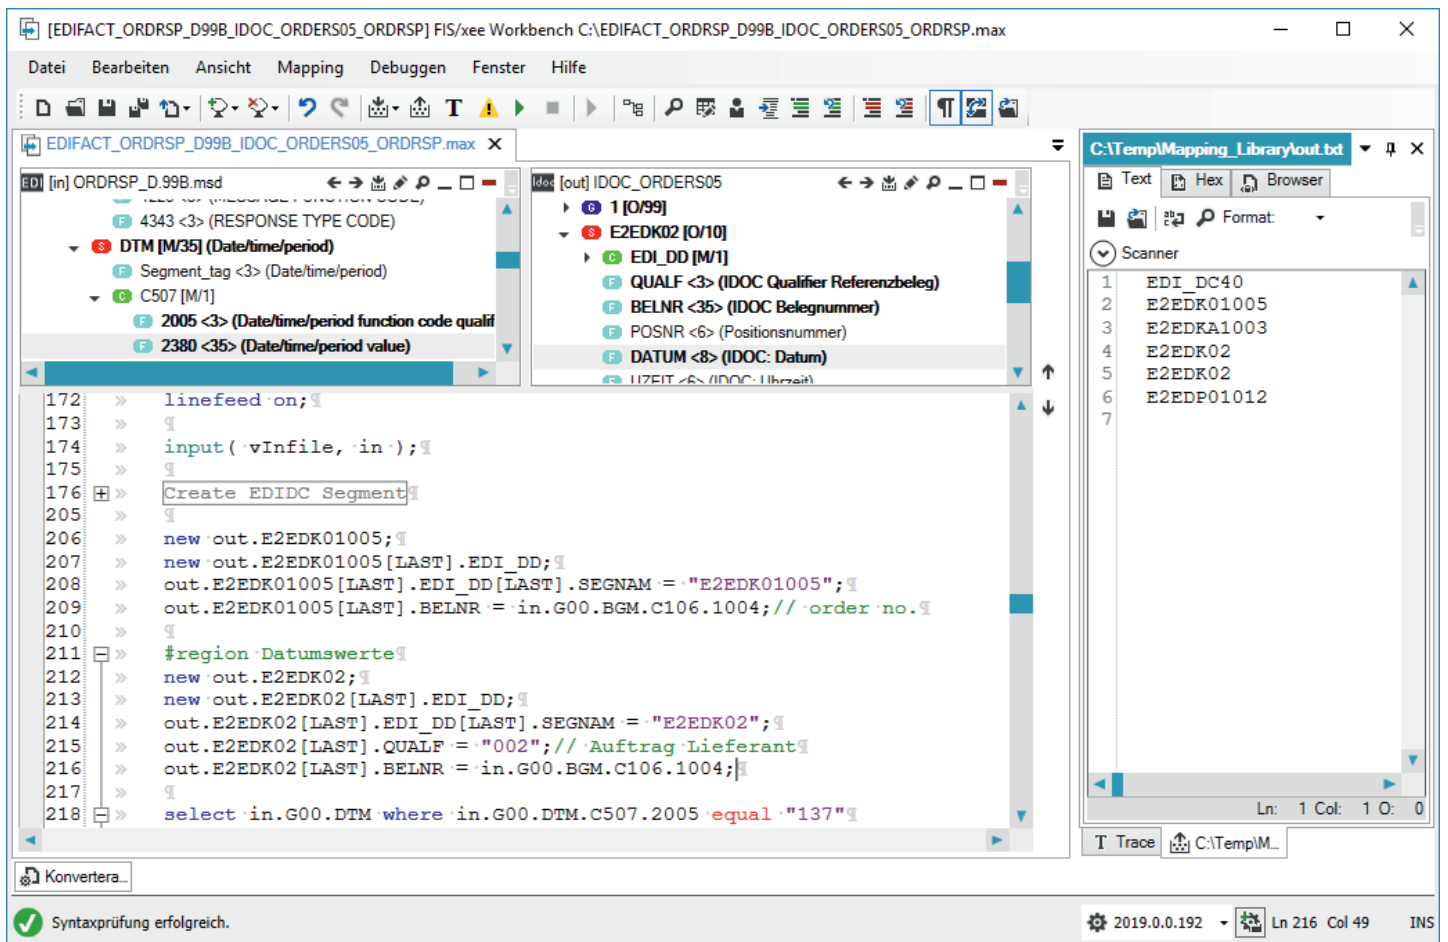 [EDIFACT_ORDRSP_D99B_IDOC_ORDERS05_ORDRSP] FIS/xee Workbench C:\EDIFACT_ORDRSP_D99B_IDOC_ORDERS05_ORDRSP.max
Datei Bearbeiten Ansicht Mapping Debuggen Fenster Hilfe
EDIFACT_ORDRSP_D99B_IDOC_ORDERS05_ORDRSP.max
EDI [in] ORDRSP_D.99B.msd
4343 <3> (RESPONSE TYPE CODE)
S DTM [M/35] (Date/time/period)
F Segment_tag <3> (Date/time/period)
C C507 [M/1]
F 2005 <3> (Date/time/period function code qualif
F 2380 <35> (Date/time/period value)
Idoc [out] IDOC_ORDERS05
G 1 [O/99]
S E2EDK02 [O/10]
C EDI_DD [M/1]
F QUALF <3> (IDOC Qualifier Referenzbeleg)
F BELNR <35> (IDOC Belegnummer)
F POSNR <6> (Positionsnummer)
F DATUM <8> (IDOC: Datum)
F UZEIT <6> (IDOC: Uhrzeit)
172 » linefeed·on;¶
173 » ¶
174 » input(·vInfile,·in·);¶
175 » ¶
176 » Create EDIDC Segment¶
205 » ¶
206 » new·out.E2EDK01005;¶
207 » new·out.E2EDK01005[LAST].EDI_DD;¶
208 » out.E2EDK01005[LAST].EDI_DD[LAST].SEGNAM·=·"E2EDK01005";¶
209 » out.E2EDK01005[LAST].BELNR·=·in.G00.BGM.C106.1004;//·order·no.¶
210 » ¶
211 » #region·Datumswerte¶
212 » new·out.E2EDK02;¶
213 » new·out.E2EDK02[LAST].EDI_DD;¶
214 » out.E2EDK02[LAST].EDI_DD[LAST].SEGNAM·=·"E2EDK02";¶
215 » out.E2EDK02[LAST].QUALF·=·"002";//·Auftrag·Lieferant¶
216 » out.E2EDK02[LAST].BELNR·=·in.G00.BGM.C106.1004;¶
217 » ¶
218 » select·in.G00.DTM·where·in.G00.DTM.C507.2005·equal·"137"¶
C:\Temp\Mapping_Library\out.txt
Text Hex Browser
Format:
Scanner
1 EDI_DC40
2 E2EDK01005
3 E2EDKA1003
4 E2EDK02
5 E2EDK02
6 E2EDP01012
7
Ln: 1 Col: 1 O: 0
T Trace C:\Temp\M...
Konvertera...
Syntaxprüfung erfolgreich.
2019.0.0.192 Ln 216 Col 49 INS